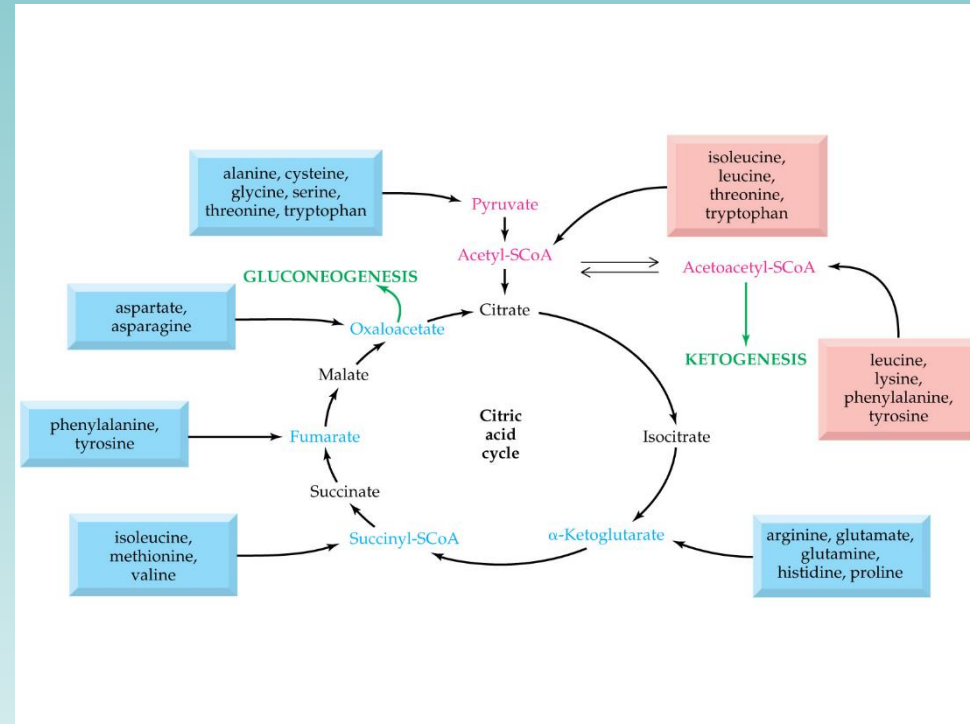 alanine, cysteine,
glycine, serine,
threonine, tryptophan
isoleucine,
leucine,
threonine,
tryptophan
Pyruvate
Acetyl-SCoA
Acetoacetyl-SCoA
GLUCONEOGENESIS
aspartate,
asparagine
Oxaloacetate
Citrate
KETOGENESIS
leucine,
lysine,
phenylalanine,
tyrosine
Malate
phenylalanine,
tyrosine
Fumarate
Citric
acid
cycle
Isocitrate
Succinate
isoleucine,
methionine,
valine
Succinyl-SCoA
α-Ketoglutarate
arginine, glutamate,
glutamine,
histidine, proline